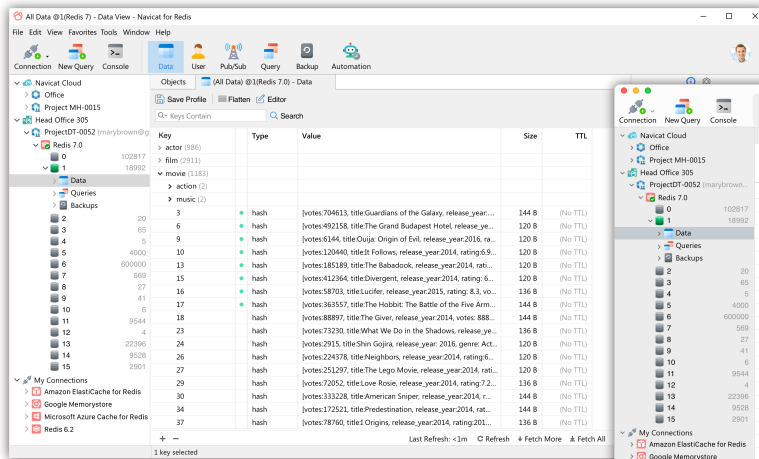 All Data @1(Redis 7) - Data View - Navicat for Redis
File Edit View Favorites Tools Window Help
Connection New Query Console Data User Pub/Sub Query Backup Automation
Navicat Cloud
Office
Project MH-0015
Head Office 305
ProjectDT-0052 (marybrown@g
Redis 7.0
0 102817
1 18992
Data
Queries
Backups
2 20
3 65
4 5
5 4000
6 600000
7 569
8 27
9 41
10 6
11 9544
12 4
13 22396
14 9528
15 2901
My Connections
Amazon ElastiCache for Redis
Google Memorystore
Microsoft Azure Cache for Redis
Redis 6.2
Objects (All Data) @1(Redis 7.0) - Data
Save Profile Flatten Editor
Keys Contain Search
Key Type Value Size TTL
actor (986)
film (2911)
movie (1183)
action (2)
music (2)
3 hash [votes:704613, title:Guardians of the Galaxy, release_year:... 144 B (No TTL)
6 hash [votes:492158, title:The Grand Budapest Hotel, release_ye... 120 B (No TTL)
9 hash [votes:6144, title:Ouija: Origin of Evil, release_year:2016, ra... 120 B (No TTL)
10 hash [votes:120440, title:It Follows, release_year:2014, rating:6.9... 144 B (No TTL)
13 hash [votes:185189, title:The Babadook, release_year:2014, rati... 120 B (No TTL)
15 hash [votes:412364, title:Divergent, release_year:2014, rating: 6... 120 B (No TTL)
16 hash [votes:58703, title:Lucifer, release_year:2015, rating: 8.3, vo... 136 B (No TTL)
17 hash [votes:363557, title:The Hobbit: The Battle of the Five Arm... 144 B (No TTL)
18 hash [votes:88897, title:The Giver, release_year:2014, votes: 888... 144 B (No TTL)
23 hash [votes:73230, title:What We Do in the Shadows, release_ye... 136 B (No TTL)
24 hash [votes:2915, title:Shin Gojira, release_year: 2016, genre: Act... 120 B (No TTL)
26 hash [votes:224378, title:Neighbors, release_year:2014, rating:6... 120 B (No TTL)
27 hash [votes:251297, title:The Lego Movie, release_year:2014, rati... 120 B (No TTL)
29 hash [votes:72052, title:Love Rosie, release_year:2014, rating:7.2... 136 B (No TTL)
30 hash [votes:333228, title:American Sniper, release_year:2014, r... 144 B (No TTL)
34 hash [votes:172521, title:Predestination, release_year:2014, rat... 144 B (No TTL)
37 hash [votes:78760, title:I Origins, release_year:2014, rating:201... 136 B (No TTL)
Last Refresh: <1m Refresh Fetch More Fetch All
1 key selected
Connection New Query Console
Navicat Cloud
Office
Project MH-0015
Head Office 305
ProjectDT-0052 (marybrown...
Redis 7.0
0 102817
1 18992
Data
Queries
Backups
2 20
3 65
4 5
5 4000
6 600000
7 569
8 27
9 41
10 6
11 9544
12 4
13 22396
14 9528
15 2901
My Connections
Amazon ElastiCache for Redis
Google Memorystore